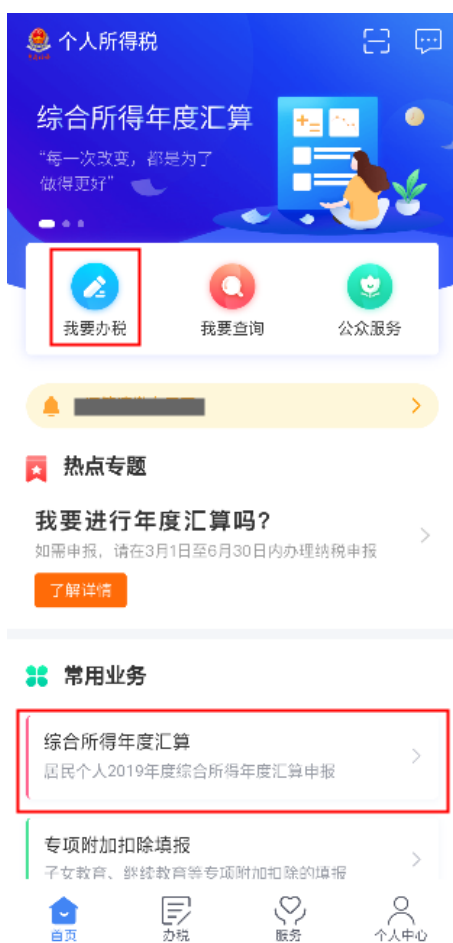 个人所得税
综合所得年度汇算
“每一次改变，都是为了
做得更好”
我要办税
我要查询
公众服务
热点专题
我要进行年度汇算吗?
如需申报，请在3月1日至6月30日内办理纳税申报
了解详情
常用业务
综合所得年度汇算
居民个人2019年度综合所得年度汇算申报
专项附加扣除填报
子女教育、继续教育等专项附加扣除的填报
首页
办税
服务
个人中心